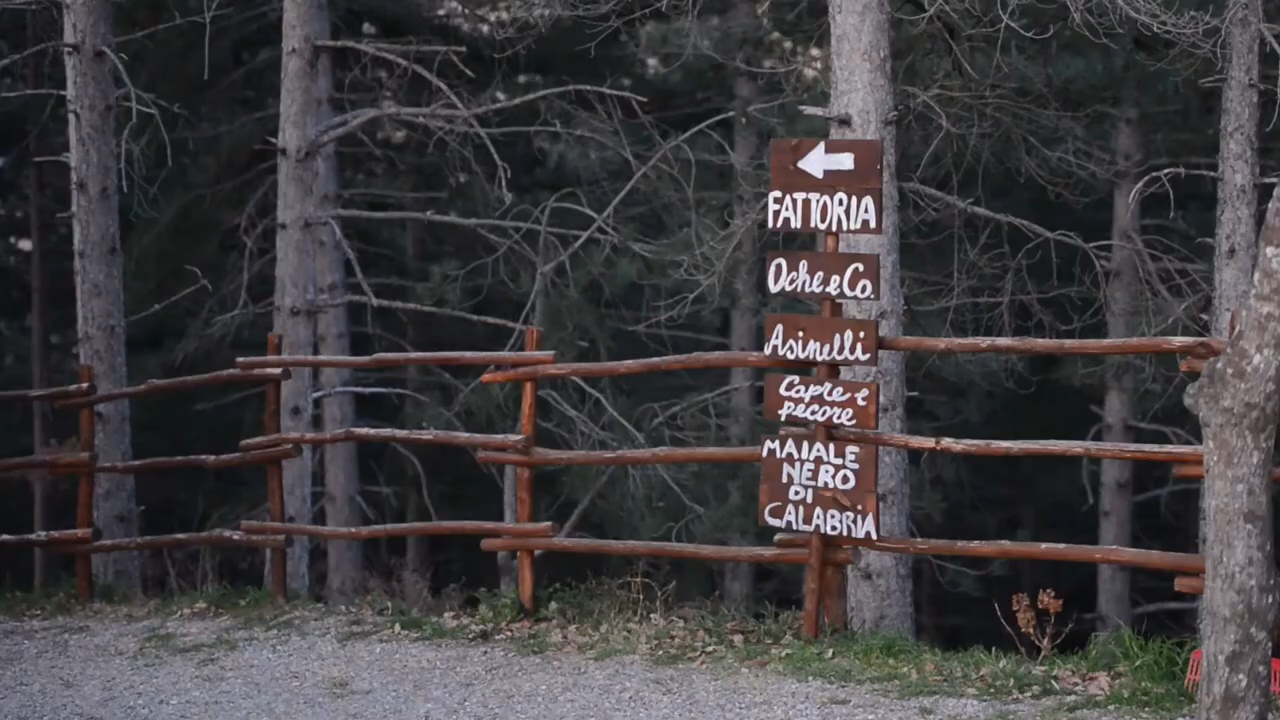 FATTORIA
Oche e Co.
Asinelli
Capre e
pecore
MAIALE
NERO
DI
CALABRIA